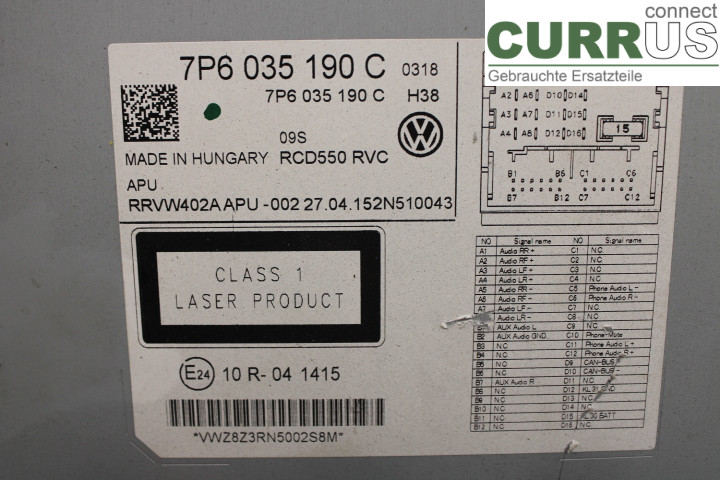 connect
CURRUS
Gebrauchte Ersatzteile
7P6 035 190 C 0318
7P6 035 190 C H38
09S
MADE IN HUNGARY RCD550 RVC
APU
RRVW402A APU -002 27.04.152N510043
CLASS 1
LASER PRODUCT
E24 10 R- 04 1415
*VWZ8Z3RN5002S8M*
A2 A6 D10 D14
A3 A7 D11 D15
A4 A8 D12 D16
15
B1 B6 C1 C6
B7 B12 C7 C12
NO Signal name NO Signal name
A1 Audio RR+ C1 N.C
A2 Audio RF+ C2 N.C
A3 Audio LF+ C3 N.C
A4 Audio LR+ C4 N.C
A5 Audio RR- C5 Phone Audio L-
A6 Audio RF- C6 Phone Audio R-
A7 Audio LF- C7 N.C
Audio LR- C8 N.C
AUX Audio L C9 N.C
B2 AUX Audio GND. C10 Phone-Mute
B3 N.C C11 Phone Audio L+
B4 N.C C12 Phone Audio R+
B5 N.C D9 CAN-BUS+
B6 N.C D10 CAN-BUS-
B7 AUX Audio R D11 N.C
B8 N.C D12 KL31 GND
B9 N.C D13 N.C
B10 N.C D14 N.C
B11 N.C D15 KL30 BATT
B12 N.C D16 N.C